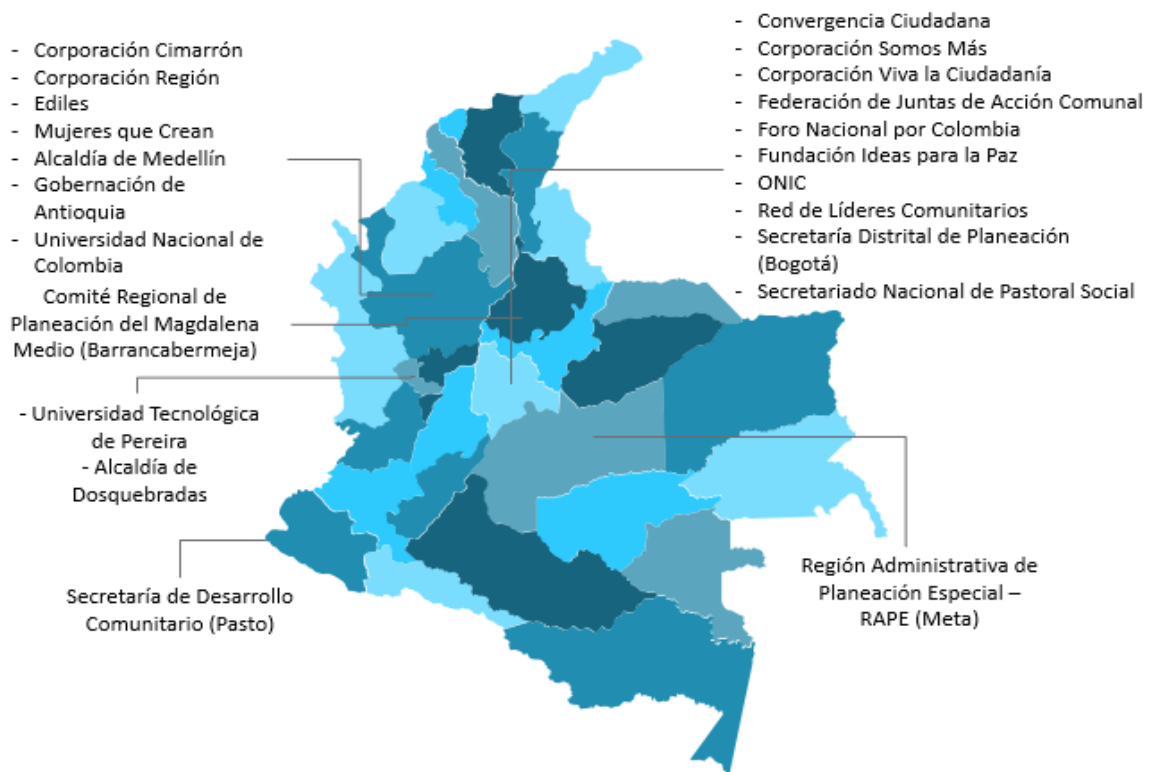 - Corporación Cimarrón
- Corporación Región
- Ediles
- Mujeres que Crean
- Alcaldía de Medellín
- Gobernación de
Antioquia
- Universidad Nacional de
Colombia
Comité Regional de
Planeación del Magdalena
Medio (Barrancabermeja)
- Universidad Tecnológica
de Pereira
- Alcaldía de
Dosquebradas
Secretaría de Desarrollo
Comunitario (Pasto)
- Convergencia Ciudadana
- Corporación Somos Más
- Corporación Viva la Ciudadanía
- Federación de Juntas de Acción Comunal
- Foro Nacional por Colombia
- Fundación Ideas para la Paz
- ONIC
- Red de Líderes Comunitarios
- Secretaría Distrital de Planeación
(Bogotá)
- Secretariado Nacional de Pastoral Social
Región Administrativa de
Planeación Especial –
RAPE (Meta)